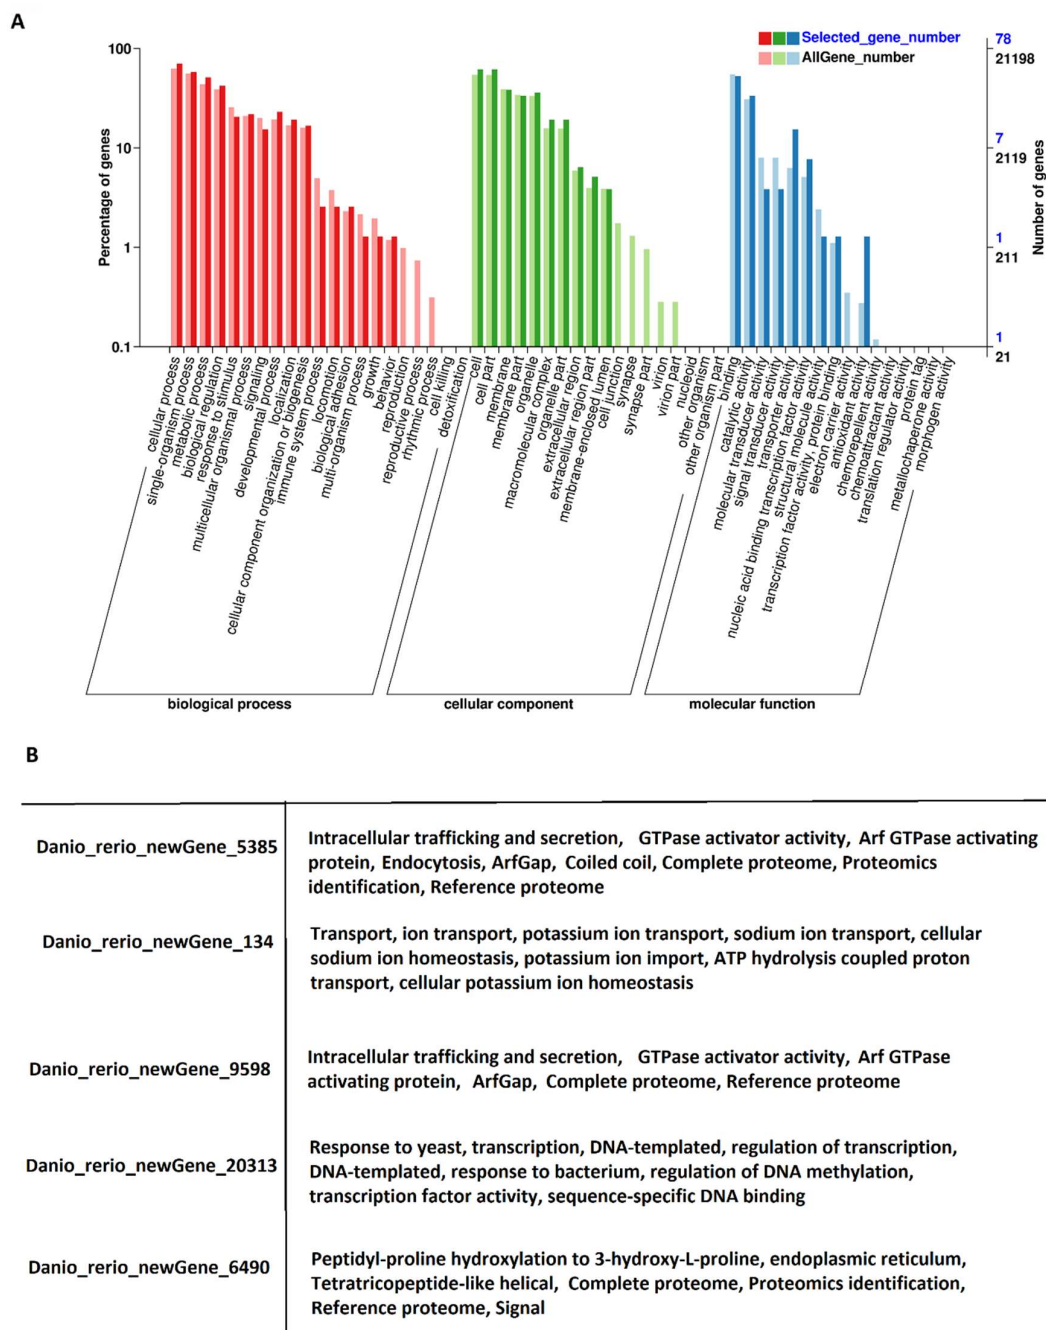 A
Selected_gene_number
AllGene_number
Percentage of genes
100
10
1
0.1
Number of genes
78
21198
7
2119
1
211
1
21
cellular process
single-organism process
metabolic process
biological regulation
response to stimulus
multicellular organismal process
signaling
developmental process
localization
cellular component organization or biogenesis
immune system process
locomotion
biological adhesion
multi-organism process
growth
behavior
reproduction
reproductive process
rhythmic process
cell killing
detoxification
cell
cell part
membrane
membrane part
organelle
macromolecular complex
organelle part
extracellular region
extracellular region part
membrane-enclosed lumen
cell junction
synapse
synapse part
virion
virion part
nucleoid
other organism
other organism part
binding
catalytic activity
molecular transducer activity
signal transducer activity
transporter activity
nucleic acid binding transcription factor activity
structural molecule activity
transcription factor activity, protein binding
electron carrier activity
antioxidant activity
chemorepellent activity
chemoattractant activity
translation regulator activity
protein tag
metallochaperone activity
morphogen activity
biological process
cellular component
molecular function
B
Danio_rerio_newGene_5385
Intracellular trafficking and secretion, GTPase activator activity, Arf GTPase activating
protein, Endocytosis, ArfGap, Coiled coil, Complete proteome, Proteomics
identification, Reference proteome
Danio_rerio_newGene_134
Transport, ion transport, potassium ion transport, sodium ion transport, cellular
sodium ion homeostasis, potassium ion import, ATP hydrolysis coupled proton
transport, cellular potassium ion homeostasis
Danio_rerio_newGene_9598
Intracellular trafficking and secretion, GTPase activator activity, Arf GTPase
activating protein, ArfGap, Complete proteome, Reference proteome
Danio_rerio_newGene_20313
Response to yeast, transcription, DNA-templated, regulation of transcription,
DNA-templated, response to bacterium, regulation of DNA methylation,
transcription factor activity, sequence-specific DNA binding
Danio_rerio_newGene_6490
Peptidyl-proline hydroxylation to 3-hydroxy-L-proline, endoplasmic reticulum,
Tetratricopeptide-like helical, Complete proteome, Proteomics identification,
Reference proteome, Signal